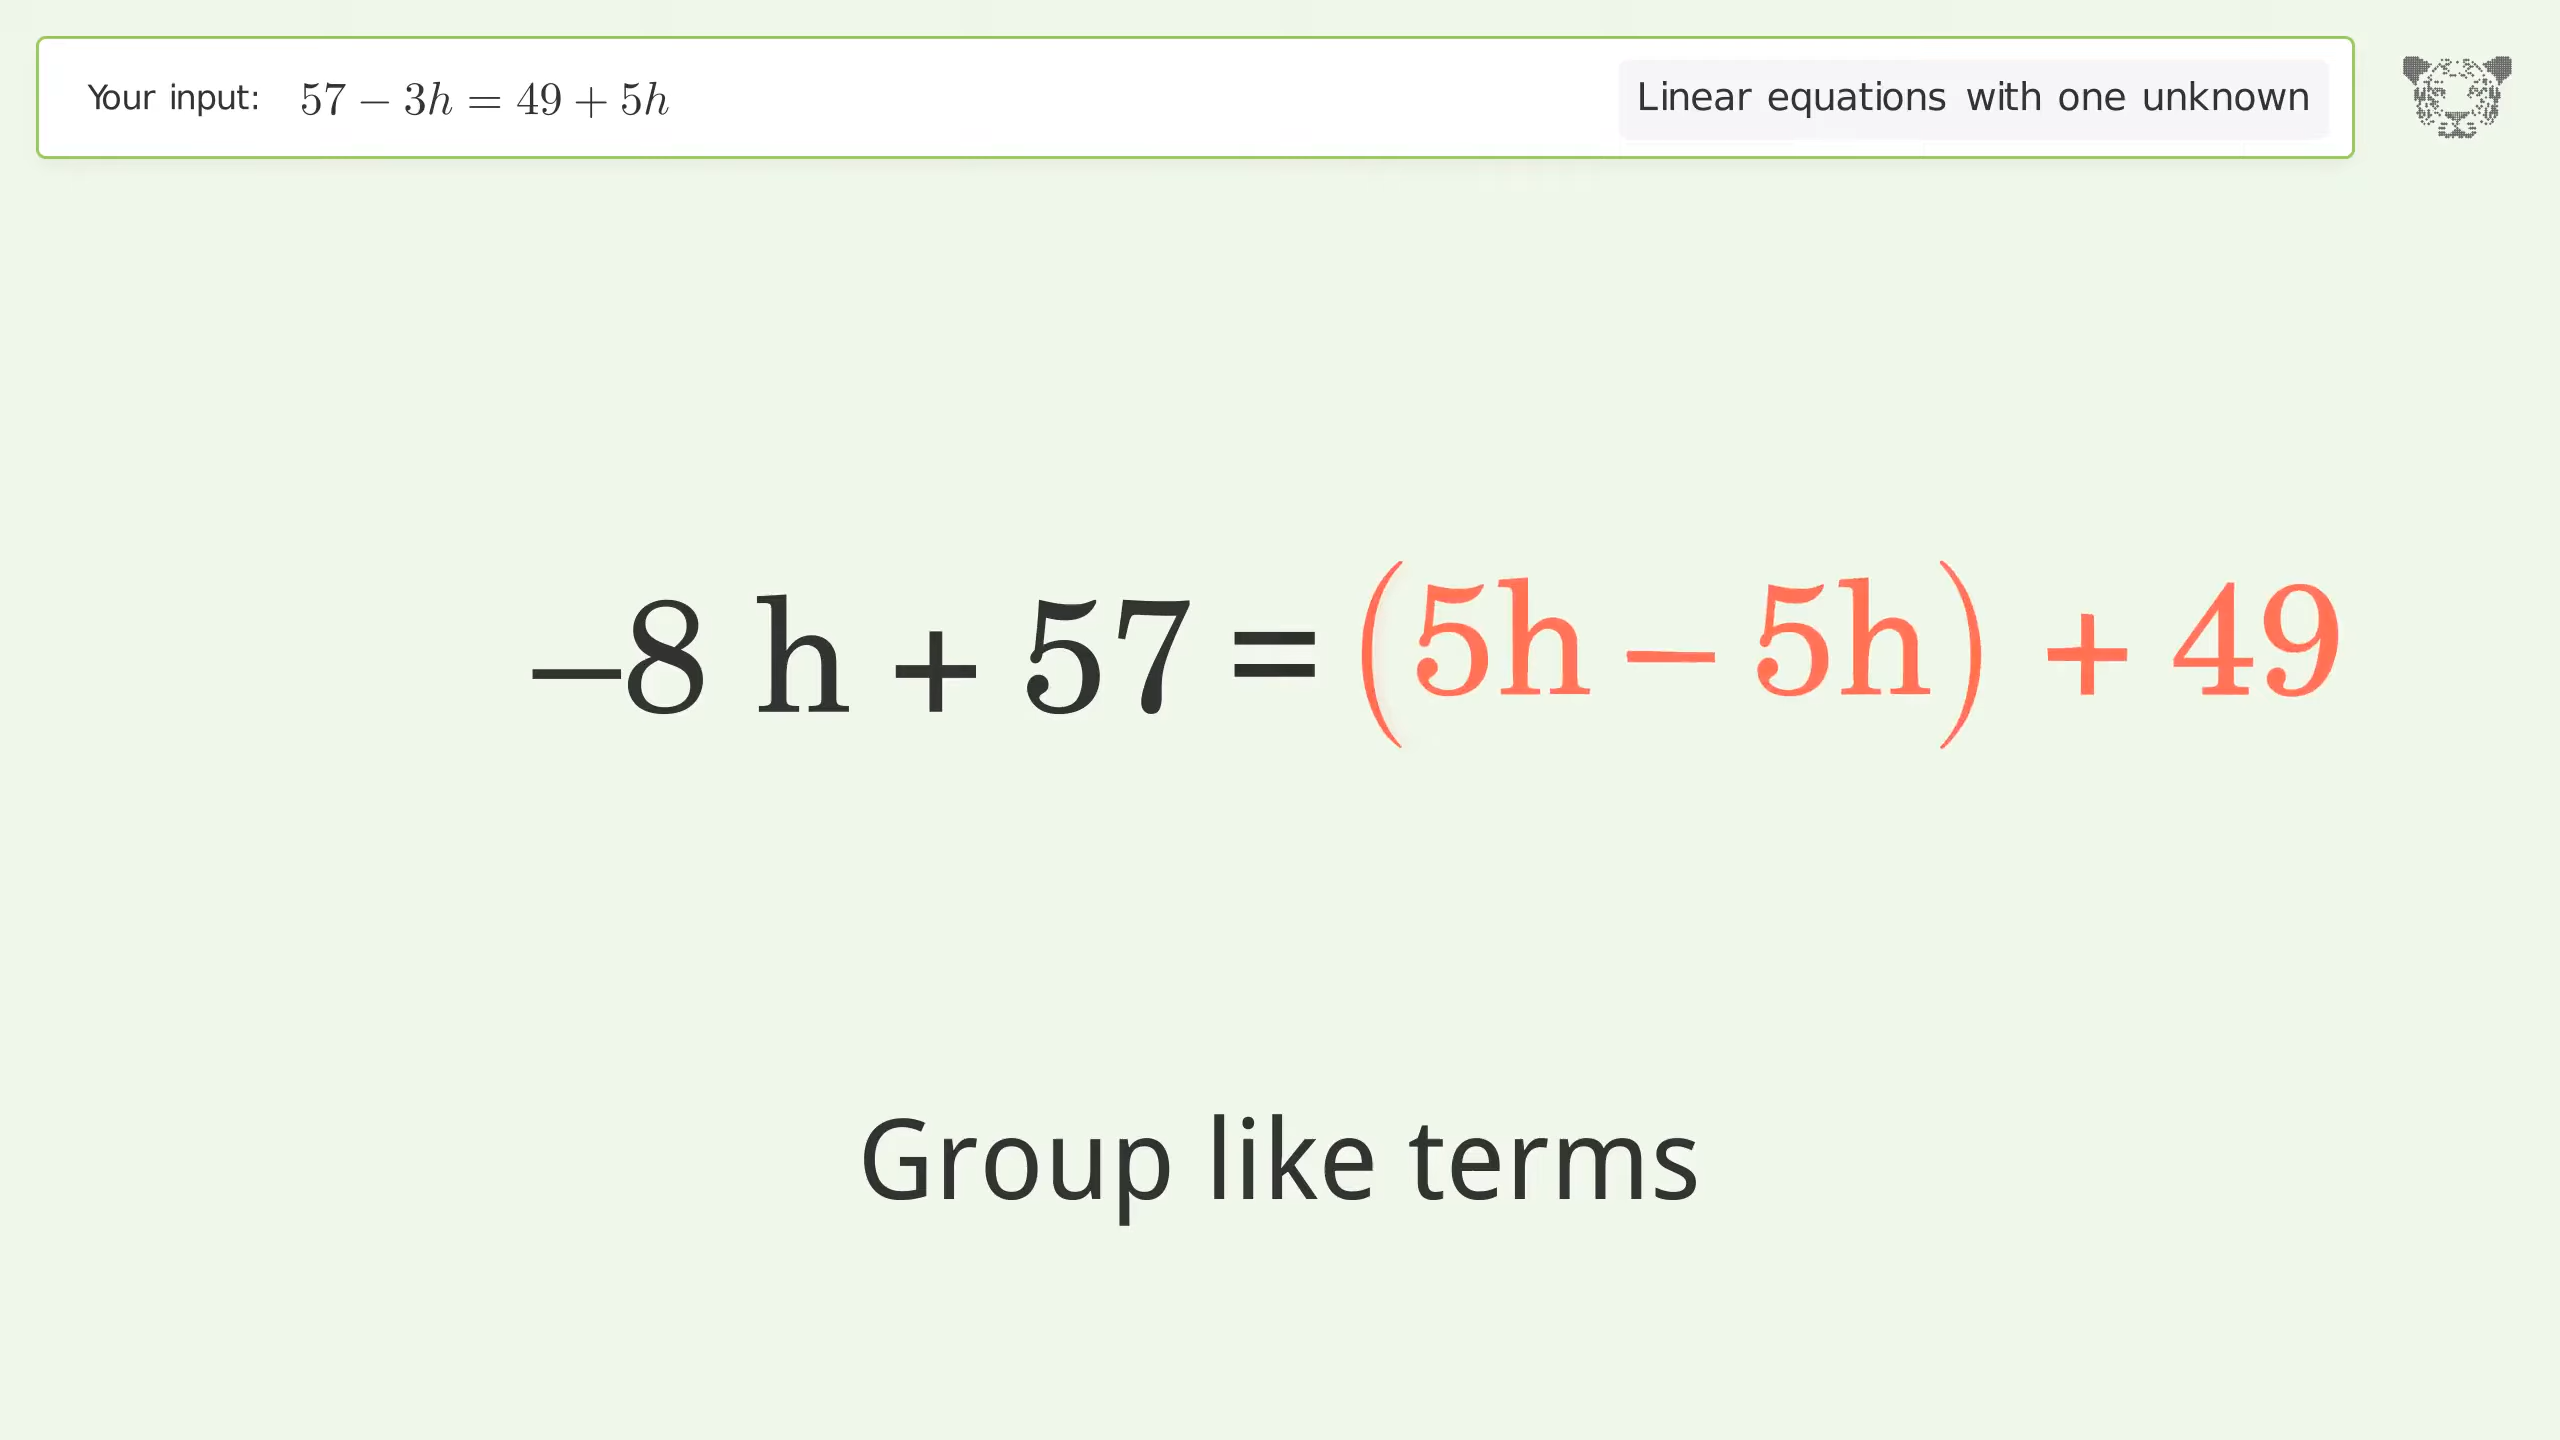 Your input: 57 − 3h = 49 + 5h
Linear equations with one unknown
−8 h + 57 = (5h − 5h) + 49
Group like terms